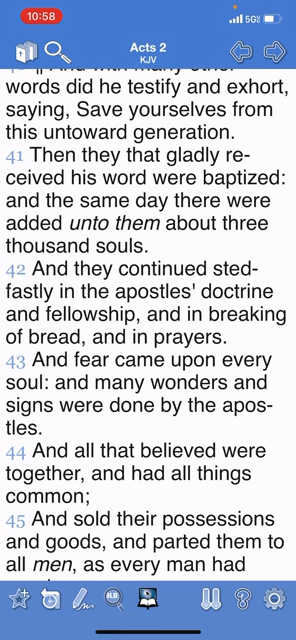 10:58
5G
Acts 2
KJV
words did he testify and exhort,
saying, Save yourselves from
this untoward generation.
41 Then they that gladly re-
ceived his word were baptized:
and the same day there were
added unto them about three
thousand souls.
42 And they continued sted-
fastly in the apostles' doctrine
and fellowship, and in breaking
of bread, and in prayers.
43 And fear came upon every
soul: and many wonders and
signs were done by the apos-
tles.
44 And all that believed were
together, and had all things
common;
45 And sold their possessions
and goods, and parted them to
all men, as every man had
SLB